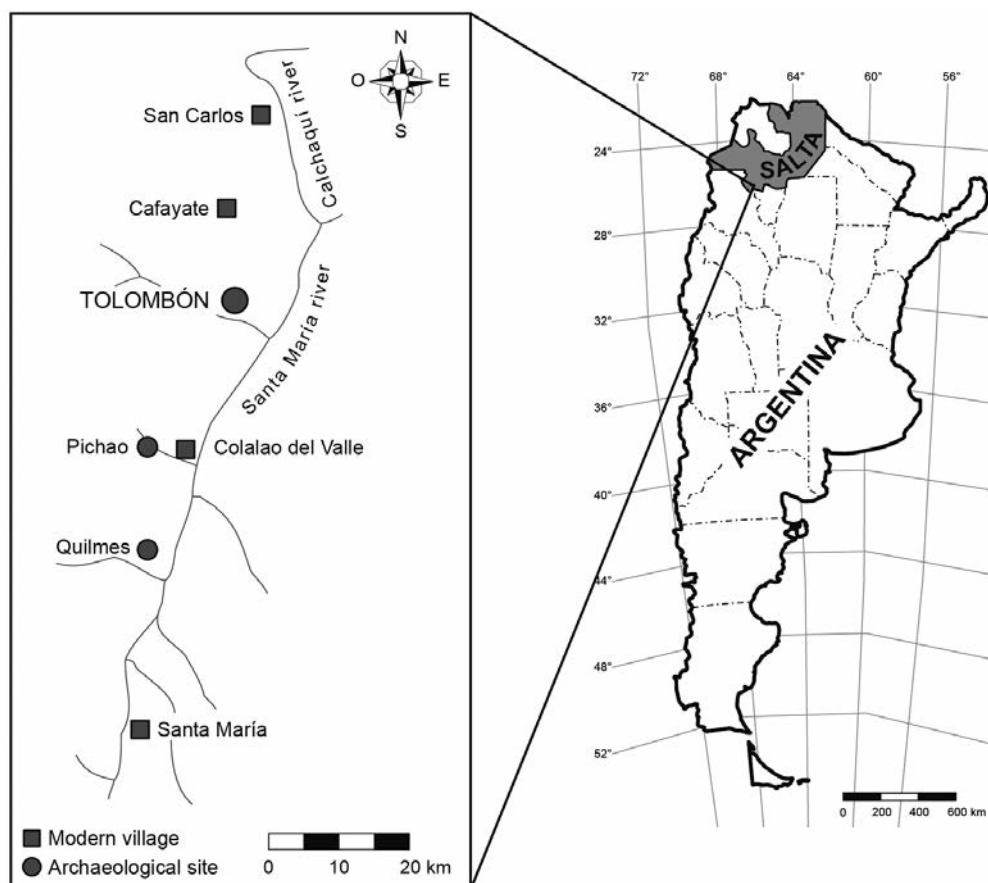 N
O
E
S
San Carlos
Calchaquí river
Cafayate
TOLOMBÓN
Santa María river
Pichao
Colalao del Valle
Quilmes
Santa María
Modern village
Archaeological site
0 10 20 km
72° 68° 64° 60° 56°
24°
28°
32°
36°
40°
44°
48°
52°
SALTA
ARGENTINA
0 200 400 600 km